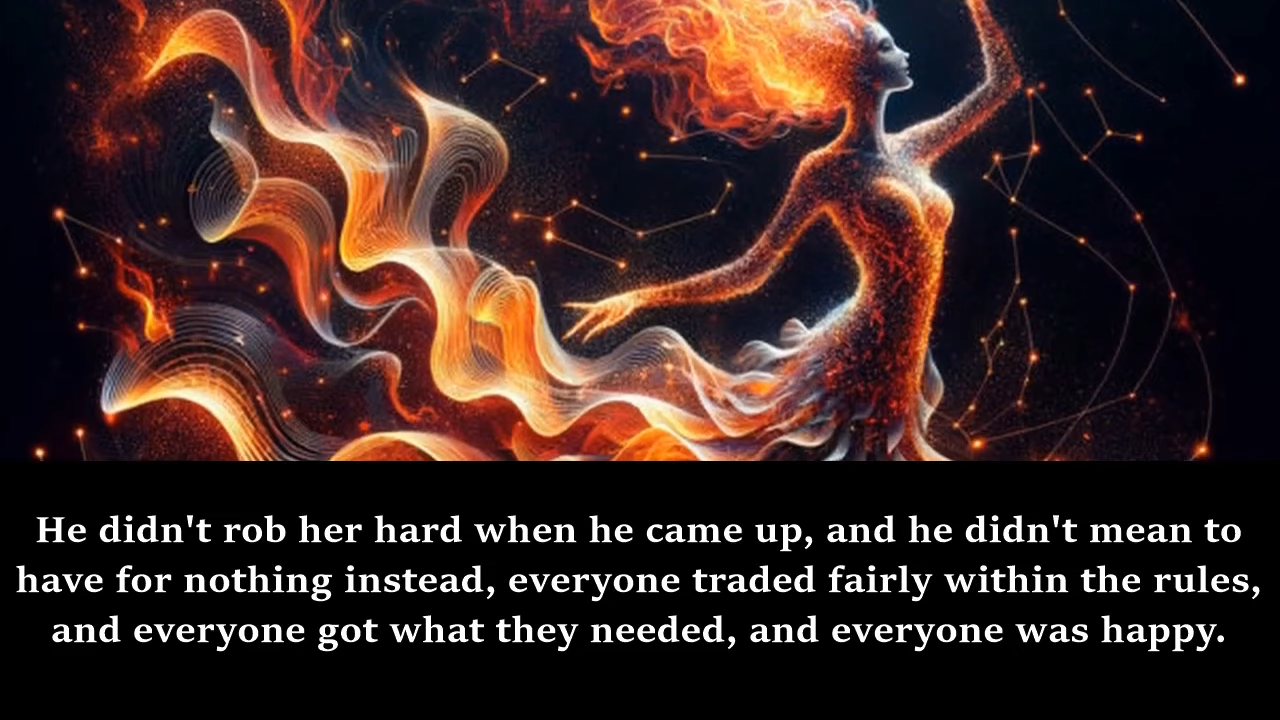 He didn't rob her hard when he came up, and he didn't mean to
have for nothing instead, everyone traded fairly within the rules,
and everyone got what they needed, and everyone was happy.